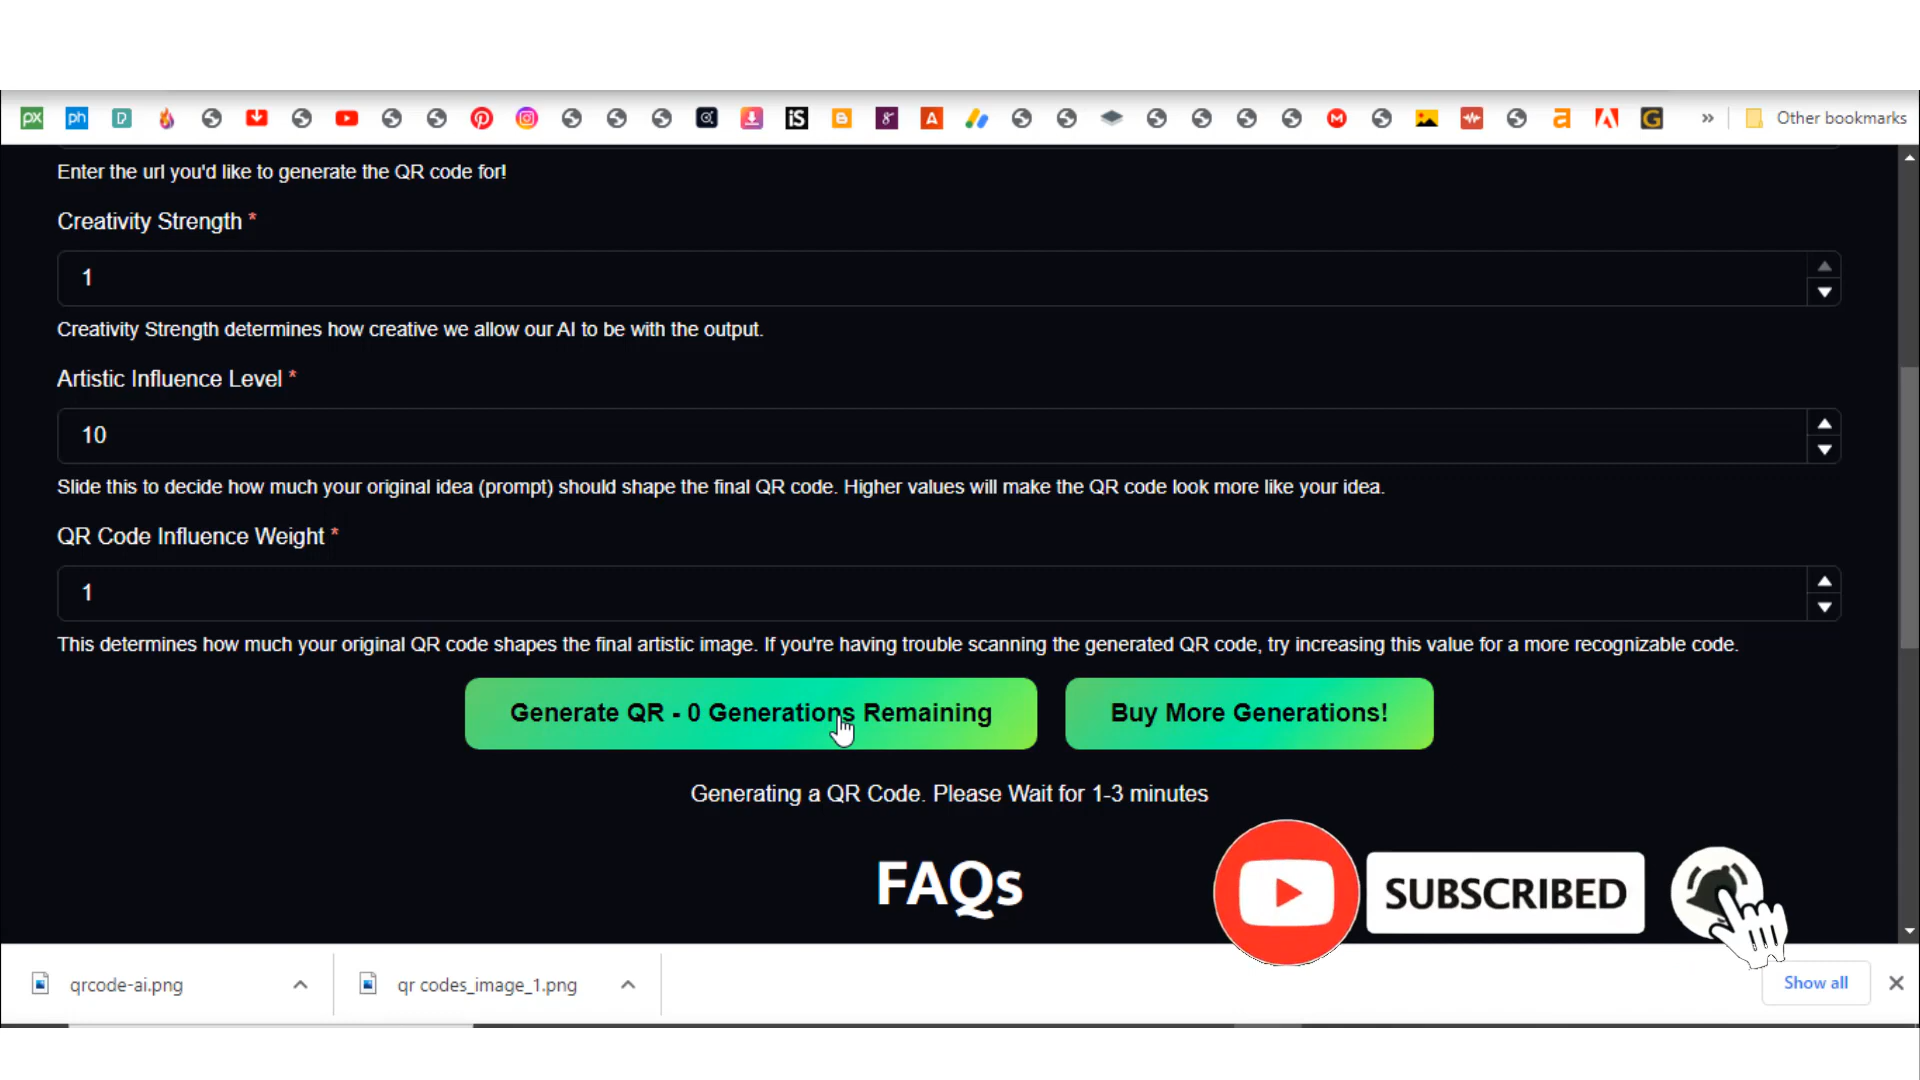 px ph D iS B 8 A M a G » Other bookmarks
Enter the url you'd like to generate the QR code for!
Creativity Strength *
1
Creativity Strength determines how creative we allow our AI to be with the output.
Artistic Influence Level *
10
Slide this to decide how much your original idea (prompt) should shape the final QR code. Higher values will make the QR code look more like your idea.
QR Code Influence Weight *
1
This determines how much your original QR code shapes the final artistic image. If you're having trouble scanning the generated QR code, try increasing this value for a more recognizable code.
Generate QR - 0 Generations Remaining
Buy More Generations!
Generating a QR Code. Please Wait for 1-3 minutes
FAQs
SUBSCRIBED
qrcode-ai.png
qr codes_image_1.png
Show all